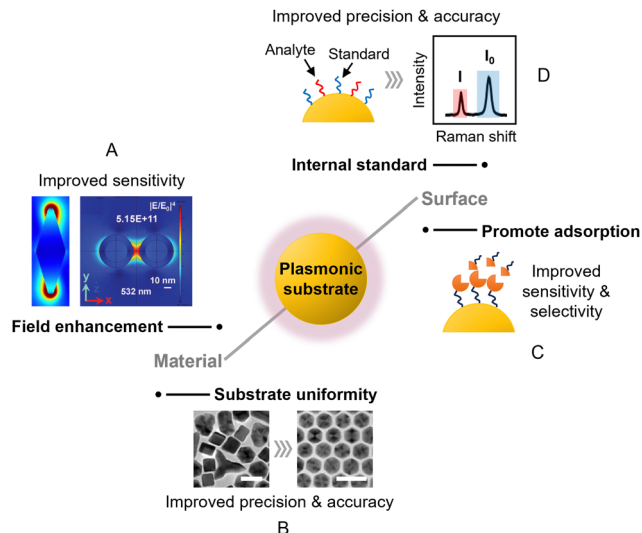 Improved precision & accuracy
Analyte
Standard
Intensity
I
I₀
Raman shift
D
Internal standard
A
Improved sensitivity
|E/E₀|⁴
5.15E+11
y
z
x
10 nm
532 nm
Field enhancement
Surface
Promote adsorption
Improved
sensitivity &
selectivity
C
Plasmonic
substrate
Material
Substrate uniformity
Improved precision & accuracy
B